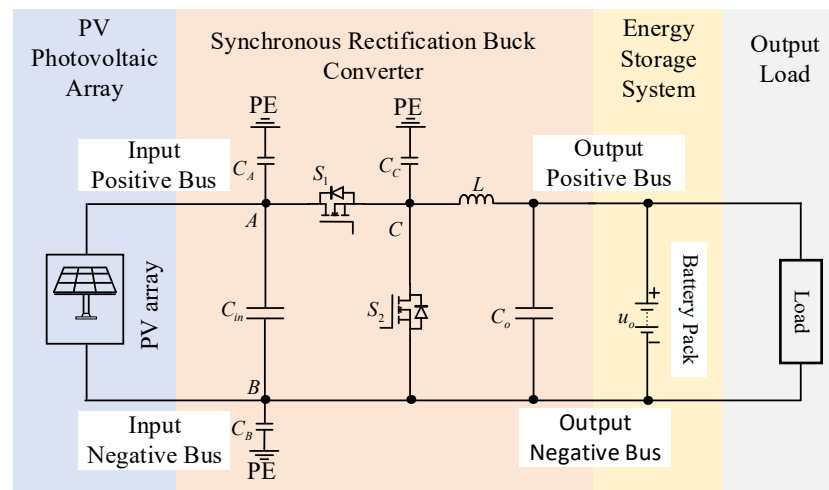 PV
Photovoltaic
Array
Synchronous Rectification Buck
Converter
Energy
Storage
System
Output
Load
PE
PE
Input
Positive Bus
C_A
S_1
C_C
L
Output
Positive Bus
A
C
PV array
C_in
S_2
C_o
u_o
+
−
Battery Pack
Load
B
Input
Negative Bus
C_B
PE
Output
Negative Bus